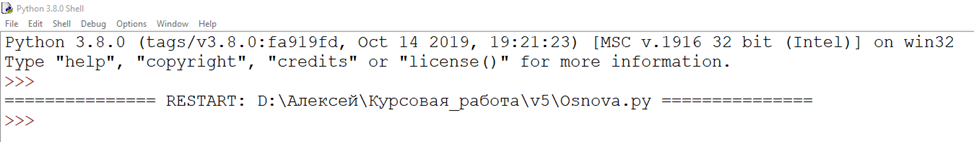 Python 3.8.0 Shell
File Edit Shell Debug Options Window Help
Python 3.8.0 (tags/v3.8.0:fa919fd, Oct 14 2019, 19:21:23) [MSC v.1916 32 bit (Intel)] on win32
Type "help", "copyright", "credits" or "license()" for more information.
>>>
=============== RESTART: D:\Алексей\Курсовая_работа\v5\Osnova.py ===============
>>>